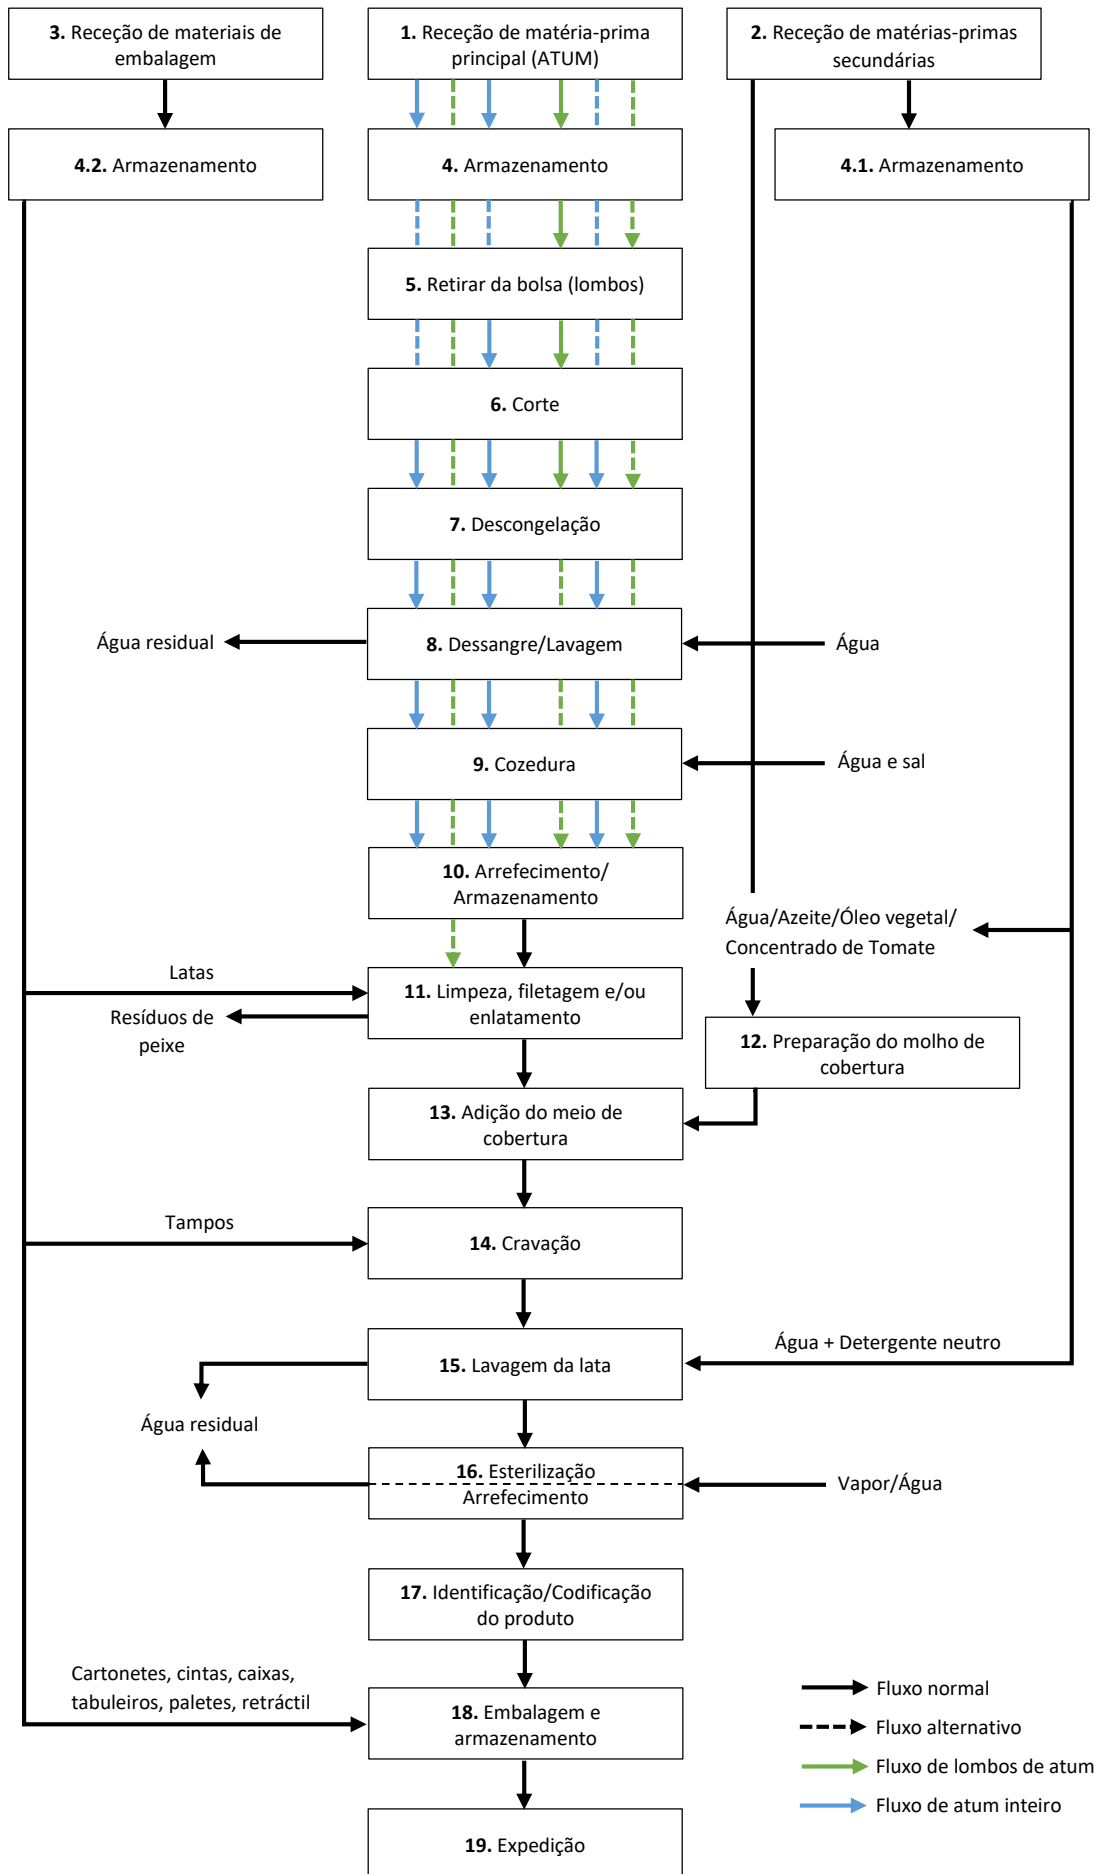 3. Receção de materiais de
embalagem
1. Receção de matéria-prima
principal (ATUM)
2. Receção de matérias-primas
secundárias
4.2. Armazenamento
4. Armazenamento
4.1. Armazenamento
5. Retirar da bolsa (lombos)
6. Corte
7. Descongelação
Água residual
8. Dessangre/Lavagem
Água
9. Cozedura
Água e sal
10. Arrefecimento/
Armazenamento
Água/Azeite/Óleo vegetal/
Concentrado de Tomate
Latas
11. Limpeza, filetagem e/ou
enlatamento
Resíduos de
peixe
12. Preparação do molho de
cobertura
13. Adição do meio de
cobertura
Tampos
14. Cravação
15. Lavagem da lata
Água + Detergente neutro
Água residual
16. Esterilização
Arrefecimento
Vapor/Água
17. Identificação/Codificação
do produto
Cartonetes, cintas, caixas,
tabuleiros, paletes, retráctil
18. Embalagem e
armazenamento
19. Expedição
Fluxo normal
Fluxo alternativo
Fluxo de lombos de atum
Fluxo de atum inteiro